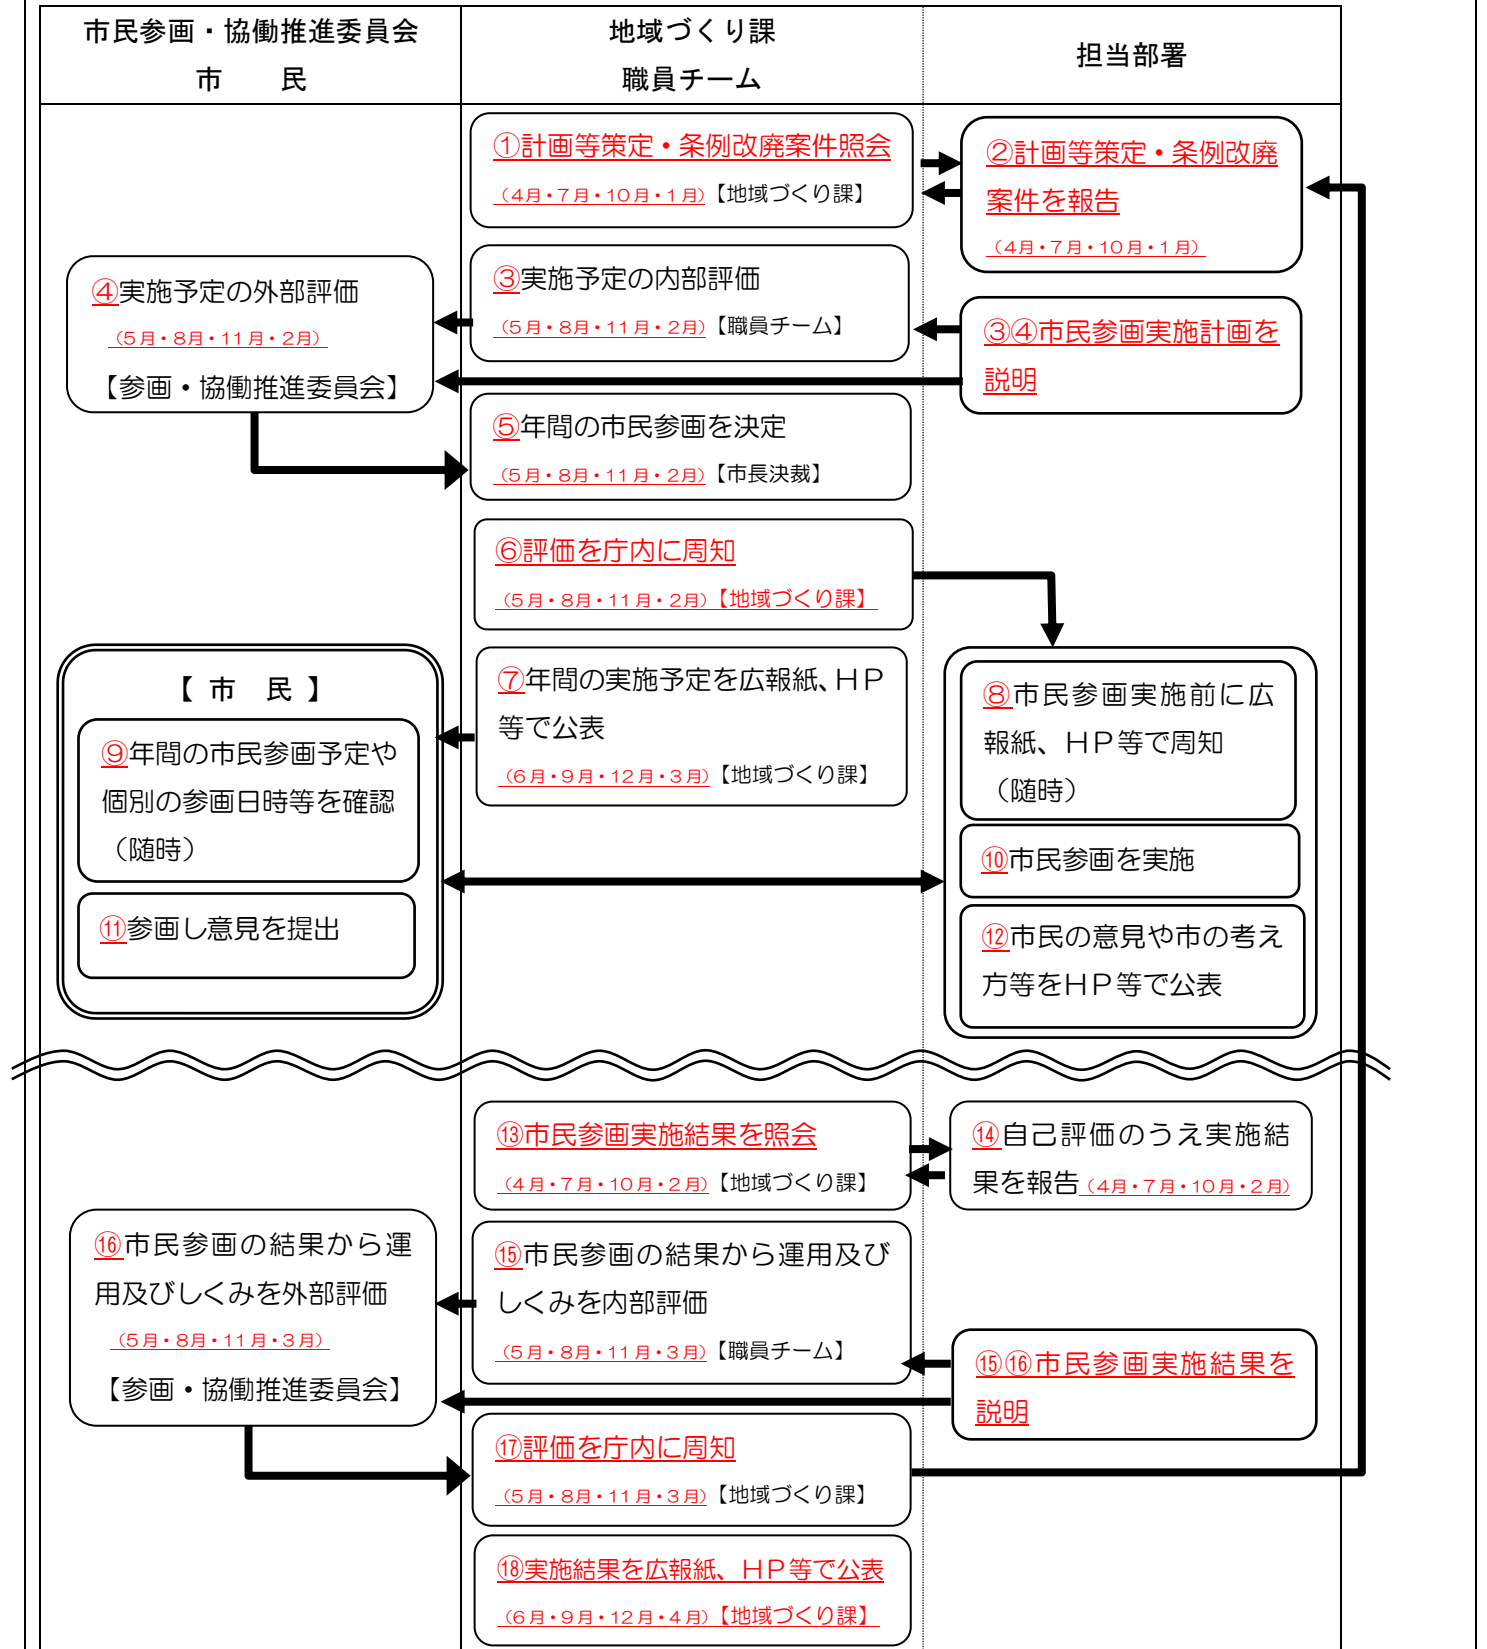 市民参画・協働推進委員会
市　　民
地域づくり課
職員チーム
担当部署
①計画等策定・条例改廃案件照会
（4月・7月・10月・1月）【地域づくり課】
②計画等策定・条例改廃
案件を報告
（4月・7月・10月・1月）
③実施予定の内部評価
（5月・8月・11月・2月）【職員チーム】
④実施予定の外部評価
（5月・8月・11月・2月）
【参画・協働推進委員会】
③④市民参画実施計画を
説明
⑤年間の市民参画を決定
（5月・8月・11月・2月）【市長決裁】
⑥評価を庁内に周知
（5月・8月・11月・2月）【地域づくり課】
⑦年間の実施予定を広報紙、ＨＰ
等で公表
（6月・9月・12月・3月）【地域づくり課】
【　市　民　】
⑨年間の市民参画予定や
個別の参画日時等を確認
（随時）
⑪参画し意見を提出
⑧市民参画実施前に広
報紙、ＨＰ等で周知
（随時）
⑩市民参画を実施
⑫市民の意見や市の考え
方等をＨＰ等で公表
⑬市民参画実施結果を照会
（4月・7月・10月・2月）【地域づくり課】
⑭自己評価のうえ実施結
果を報告（4月・7月・10月・2月）
⑯市民参画の結果から運
用及びしくみを外部評価
（5月・8月・11月・3月）
【参画・協働推進委員会】
⑮市民参画の結果から運用及び
しくみを内部評価
（5月・8月・11月・3月）【職員チーム】
⑮⑯市民参画実施結果を
説明
⑰評価を庁内に周知
（5月・8月・11月・3月）【地域づくり課】
⑱実施結果を広報紙、ＨＰ等で公表
（6月・9月・12月・4月）【地域づくり課】